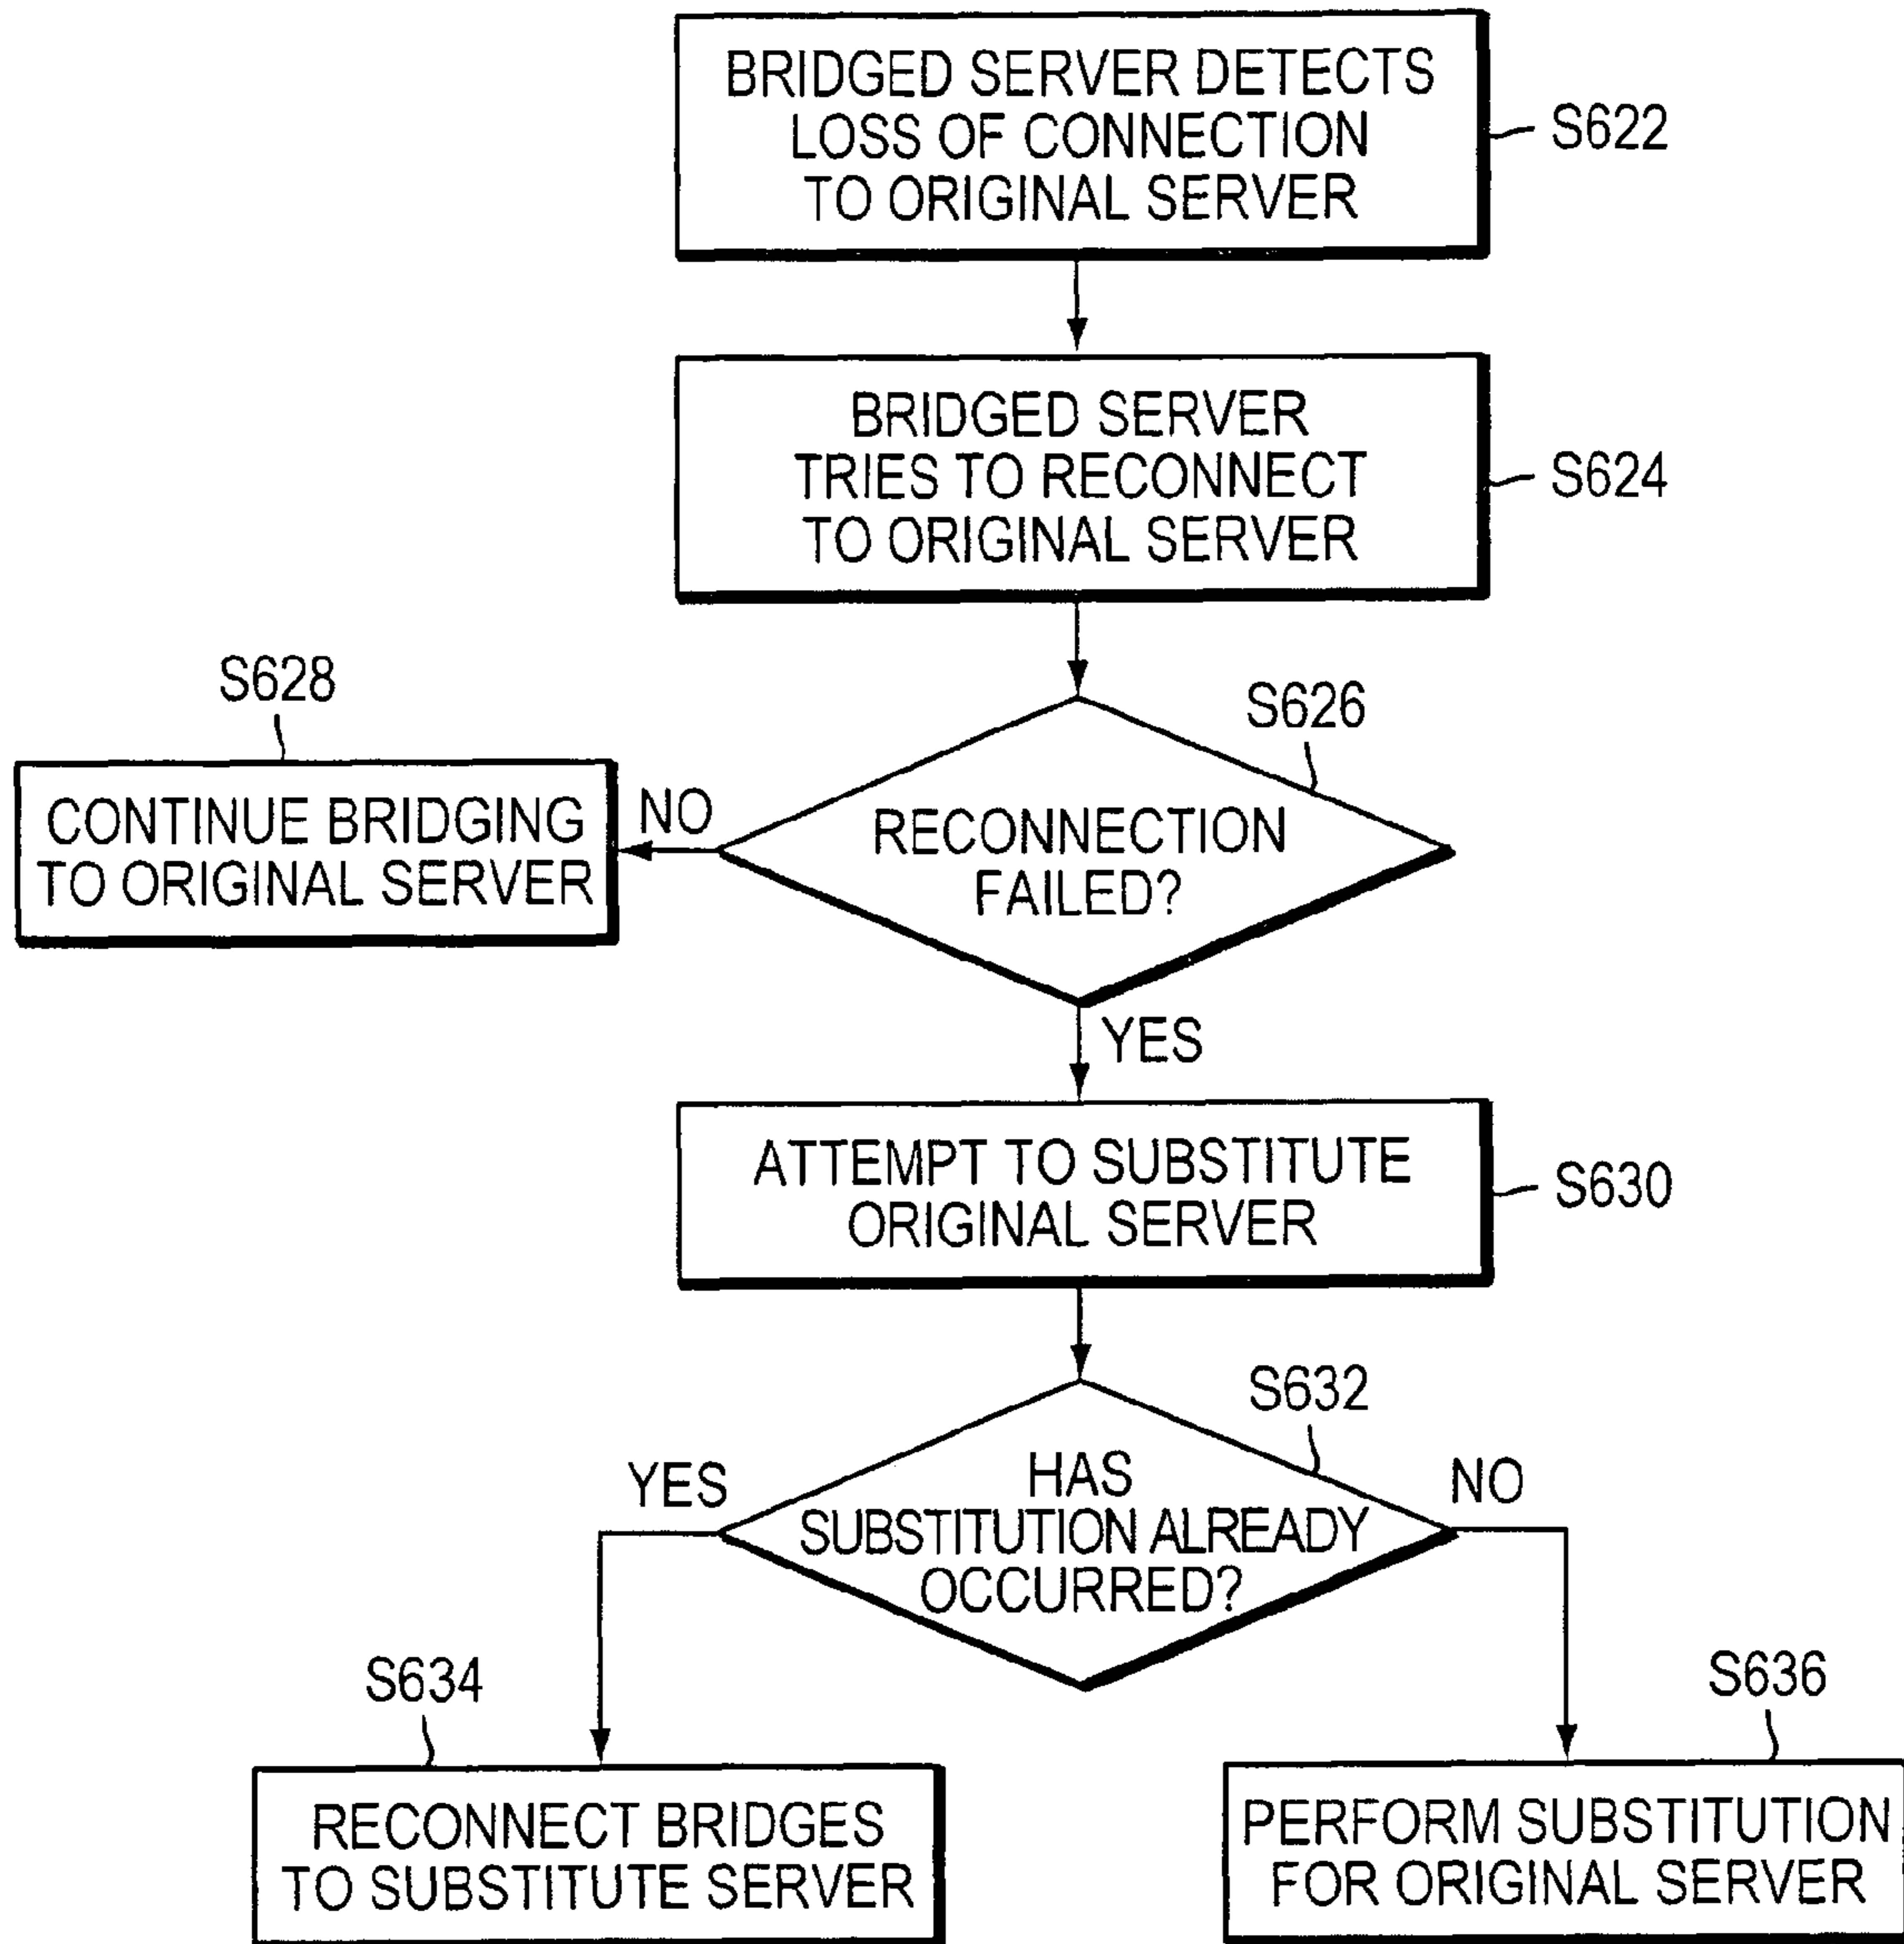 BRIDGED SERVER DETECTS
LOSS OF CONNECTION
TO ORIGINAL SERVER
S622
BRIDGED SERVER
TRIES TO RECONNECT
TO ORIGINAL SERVER
S624
S628
S626
CONTINUE BRIDGING
TO ORIGINAL SERVER
NO
RECONNECTION
FAILED?
YES
ATTEMPT TO SUBSTITUTE
ORIGINAL SERVER
S630
S632
YES
HAS
SUBSTITUTION ALREADY
OCCURRED?
NO
S634
S636
RECONNECT BRIDGES
TO SUBSTITUTE SERVER
PERFORM SUBSTITUTION
FOR ORIGINAL SERVER